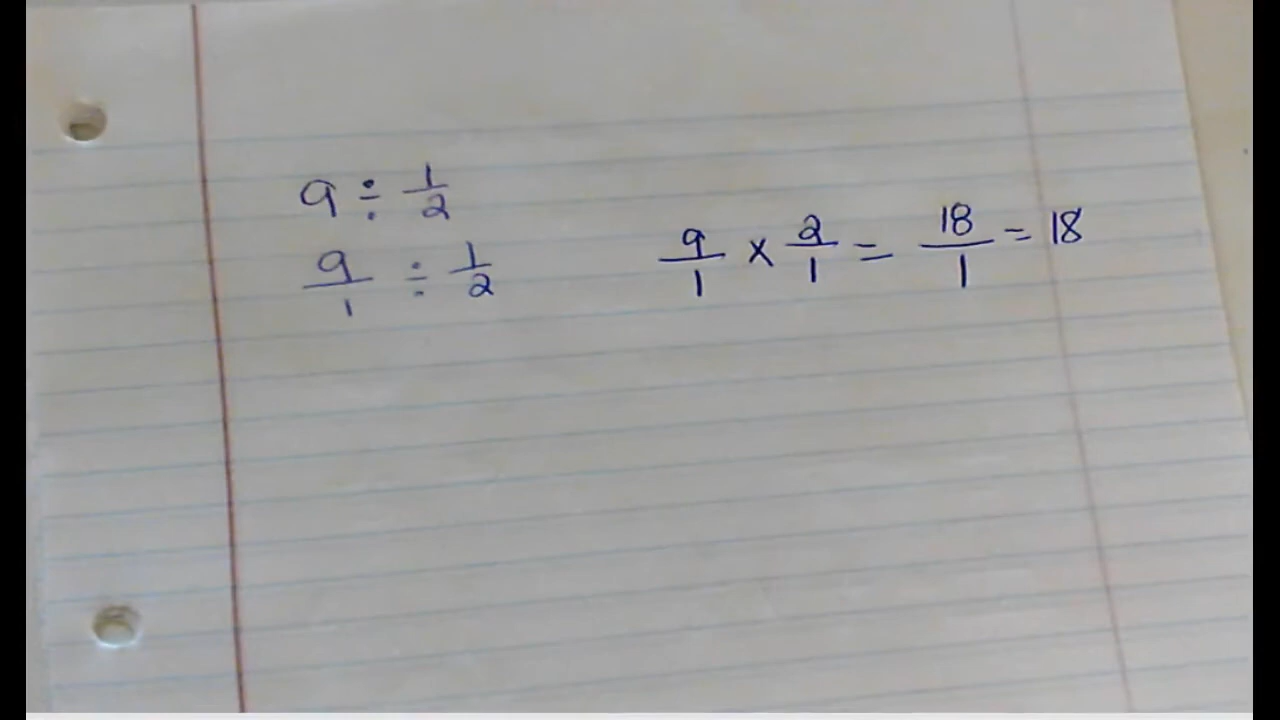 9 ÷ 1/2
9/1 ÷ 1/2
9/1 × 2/1 = 18/1 = 18